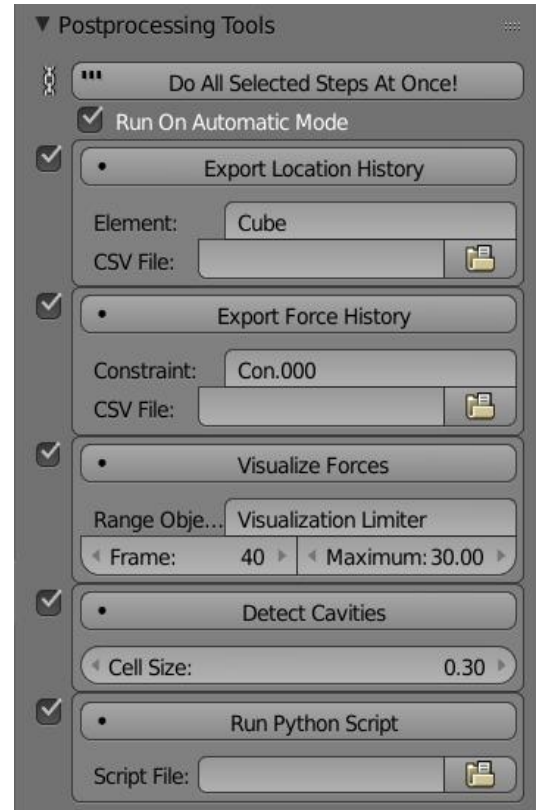 Postprocessing Tools
Do All Selected Steps At Once!
Run On Automatic Mode
Export Location History
Element: Cube
CSV File:
Export Force History
Constraint: Con.000
CSV File:
Visualize Forces
Range Obje... Visualization Limiter
Frame: 40 Maximum: 30.00
Detect Cavities
Cell Size: 0.30
Run Python Script
Script File: